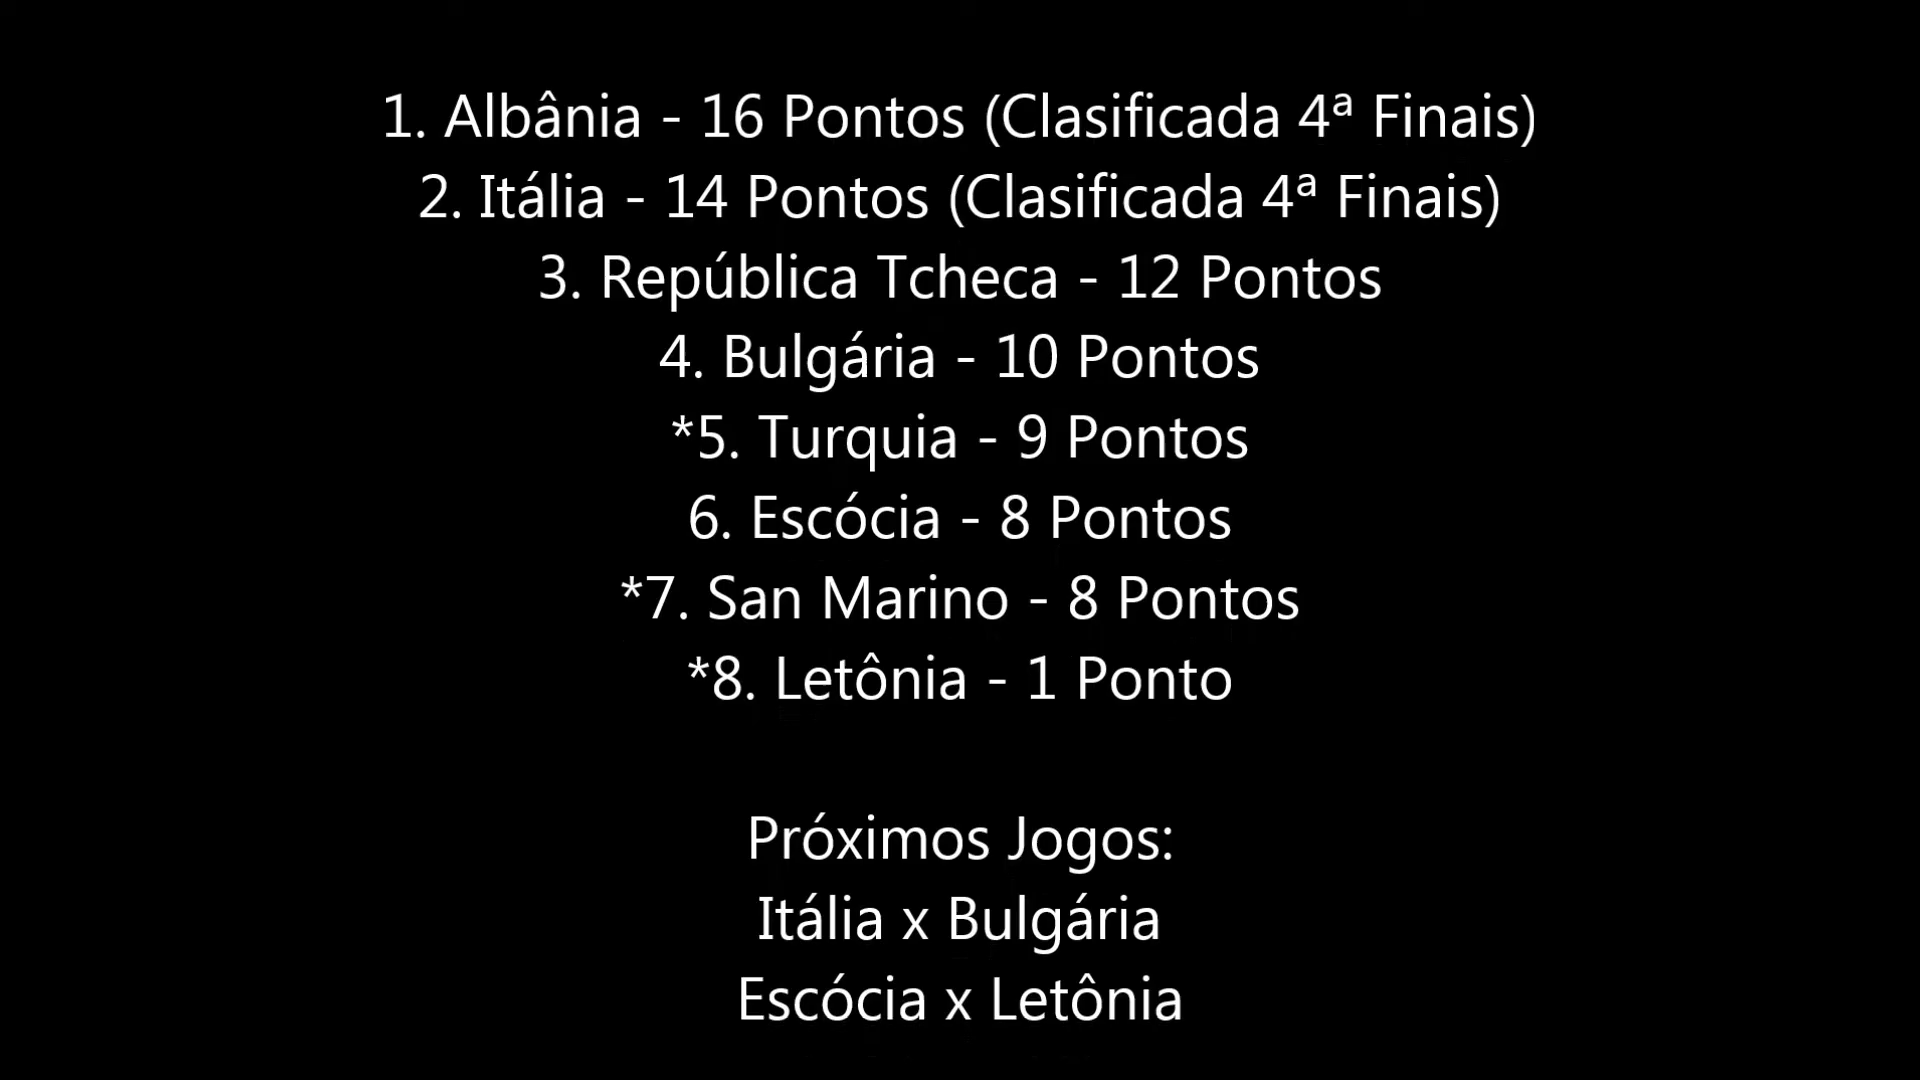 1. Albânia - 16 Pontos (Clasificada 4ª Finais)
2. Itália - 14 Pontos (Clasificada 4ª Finais)
3. República Tcheca - 12 Pontos
4. Bulgária - 10 Pontos
*5. Turquia - 9 Pontos
6. Escócia - 8 Pontos
*7. San Marino - 8 Pontos
*8. Letônia - 1 Ponto
Próximos Jogos:
Itália x Bulgária
Escócia x Letônia